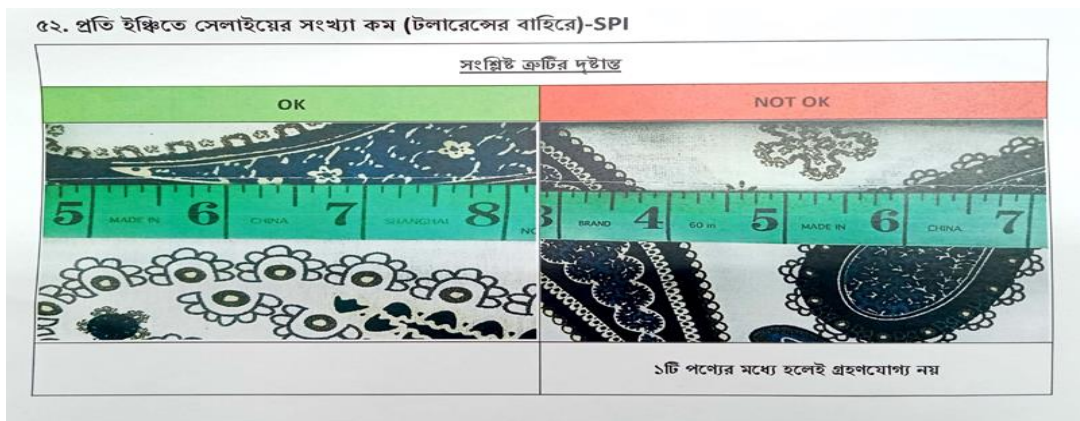 ৫২. প্রতি ইঞ্চিতে সেলাইয়ের সংখ্যা কম (টলারেন্সের বাহিরে)-SPI
সংশ্লিষ্ট ত্রুটির দৃষ্টান্ত
OK
NOT OK
5 MADE IN 6 CHINA 7 SHANGHAI 8 NO
3 BRAND 4 60 in 5 MADE IN 6 CHINA 7
১টি পণ্যের মধ্যে হলেই গ্রহণযোগ্য নয়